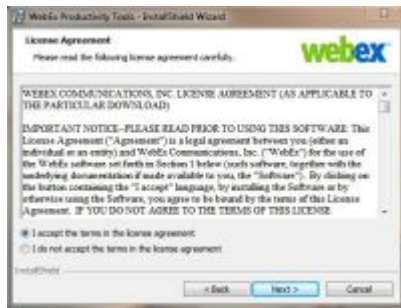 WebEx Productivity Tools - InstallShield Wizard
License Agreement
Please read the following license agreement carefully.
webex
WEBEX COMMUNICATIONS, INC. LICENSE AGREEMENT (AS APPLICABLE TO
THE PARTICULAR DOWNLOAD)
IMPORTANT NOTICE--PLEASE READ PRIOR TO USING THIS SOFTWARE: This
License Agreement ("Agreement") is a legal agreement between you (either an
individual or an entity) and WebEx Communications, Inc. ("WebEx") for the use of
the WebEx software set forth in Section 1 below (such software, together with the
underlying documentation if made available to you, the "Software"). By clicking on
the button containing the "I accept" language, by installing the Software or by
otherwise using the Software, you agree to be bound by the terms of this License
Agreement. IF YOU DO NOT AGREE TO THE TERMS OF THIS LICENSE
I accept the terms in the license agreement
I do not accept the terms in the license agreement
InstallShield
< Back
Next >
Cancel